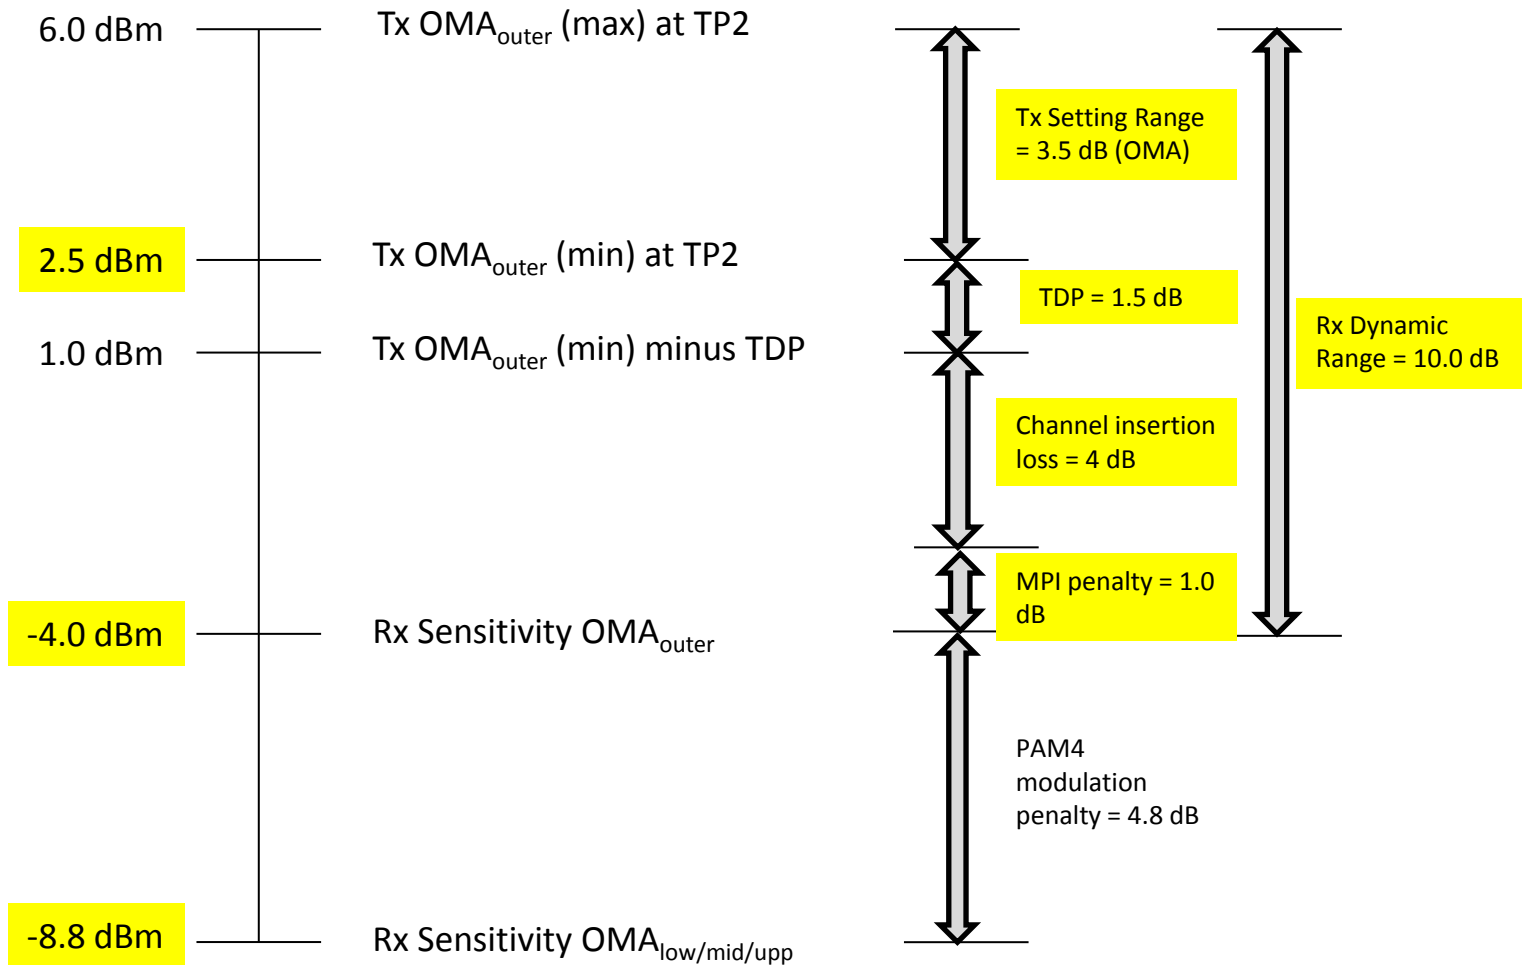 6.0 dBm
Tx OMAouter (max) at TP2
Tx Setting Range
= 3.5 dB (OMA)
2.5 dBm
Tx OMAouter (min) at TP2
TDP = 1.5 dB
1.0 dBm
Tx OMAouter (min) minus TDP
Rx Dynamic
Range = 10.0 dB
Channel insertion
loss = 4 dB
MPI penalty = 1.0
dB
-4.0 dBm
Rx Sensitivity OMAouter
PAM4
modulation
penalty = 4.8 dB
-8.8 dBm
Rx Sensitivity OMAlow/mid/upp